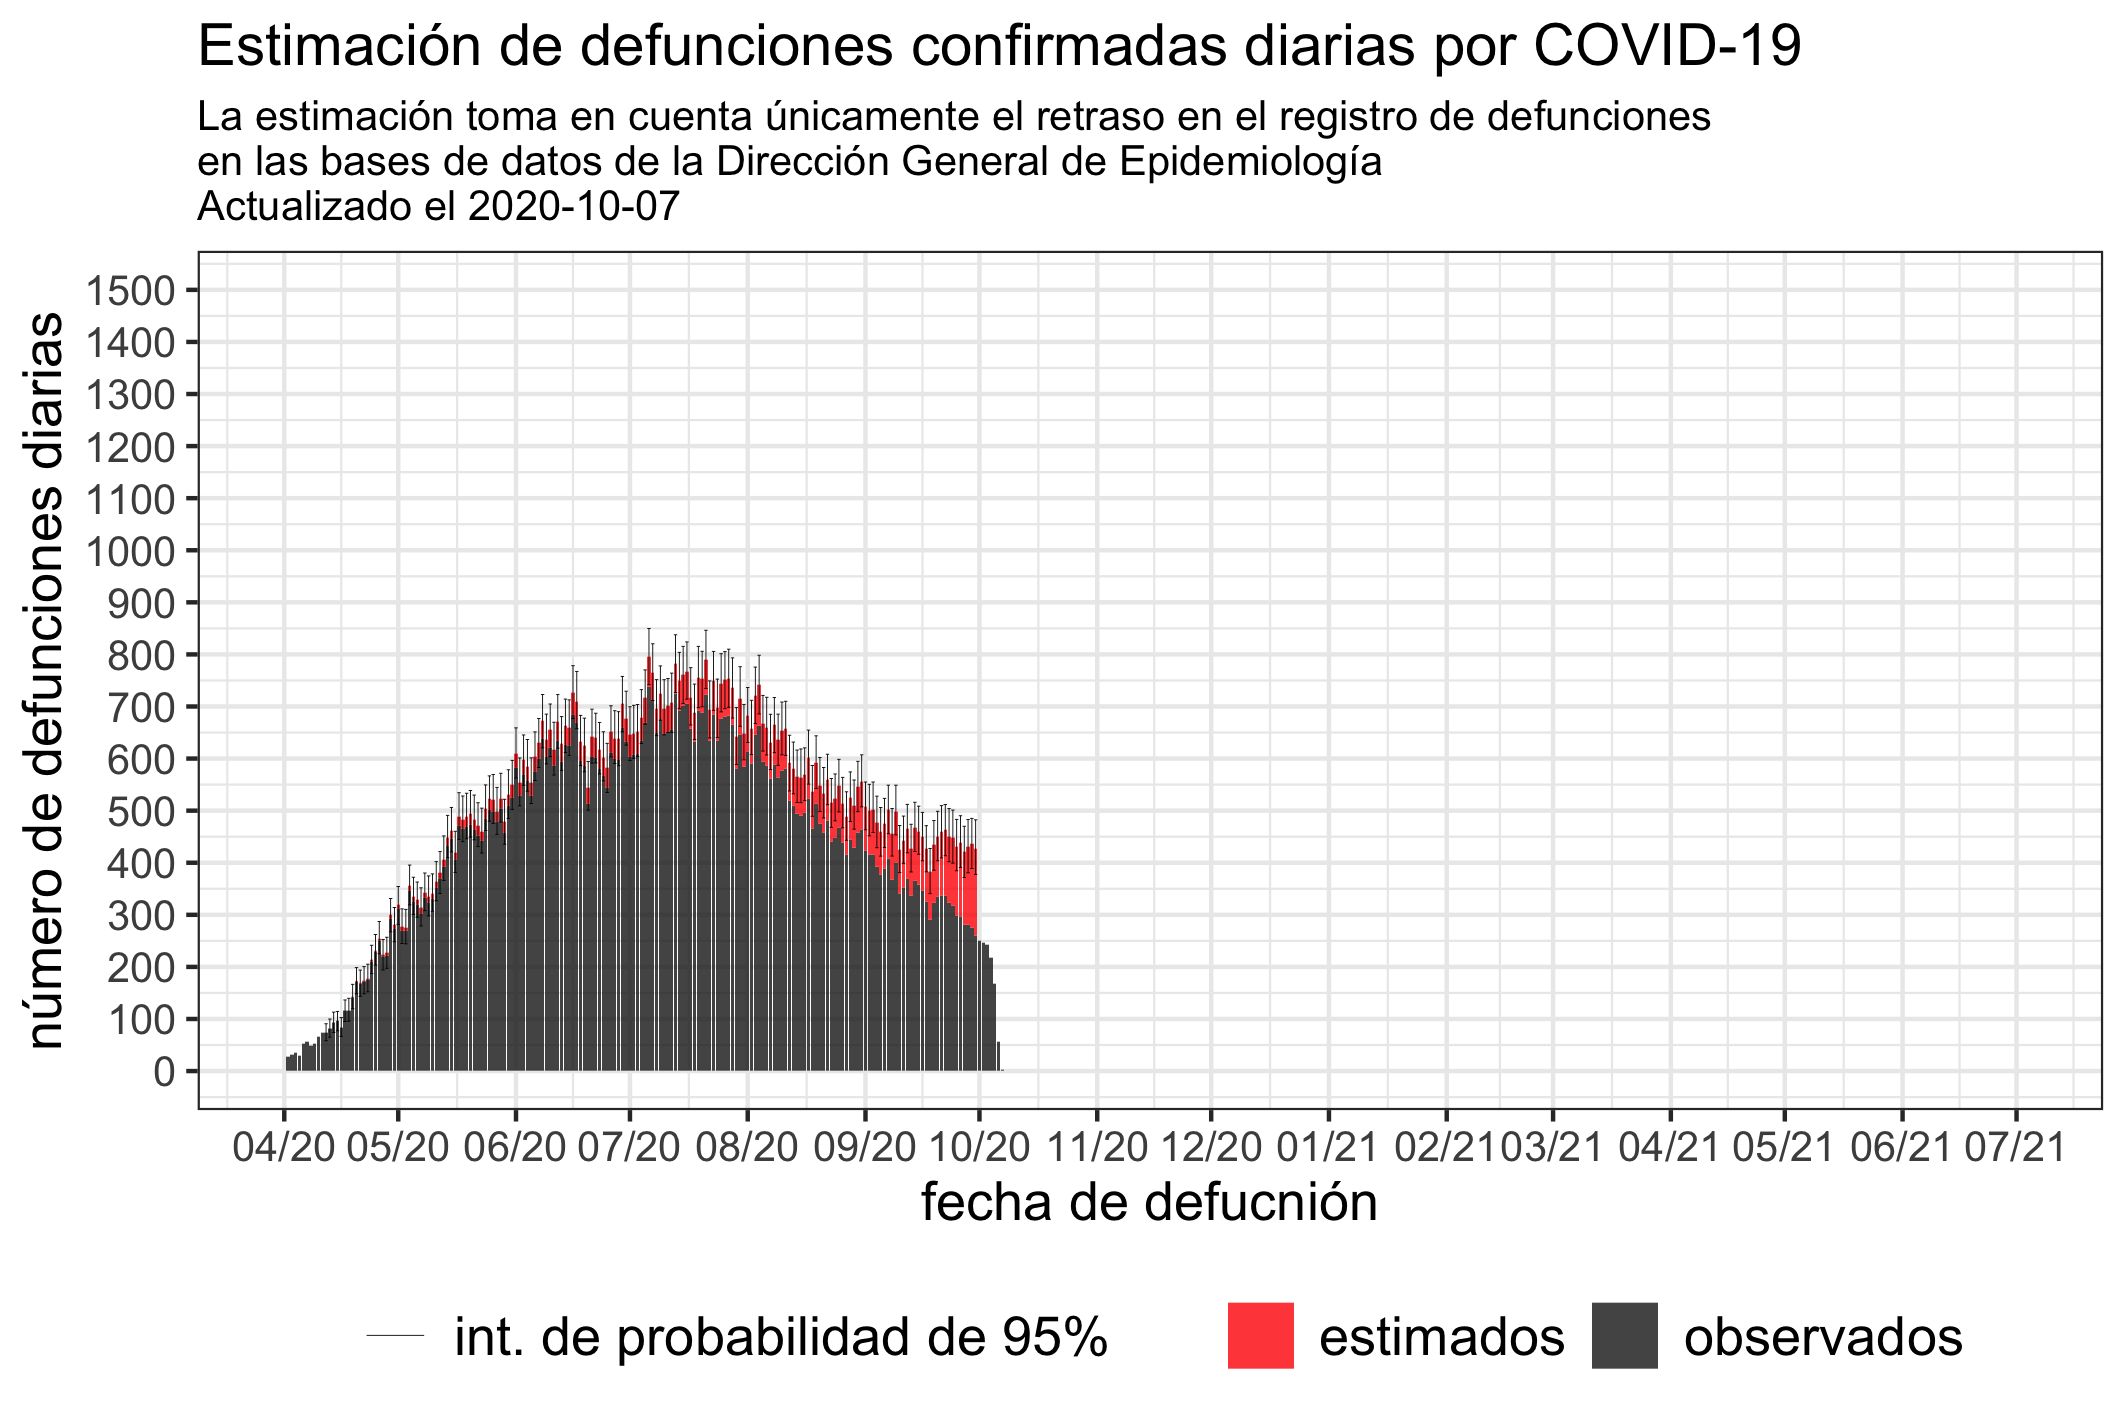 Estimación de defunciones confirmadas diarias por COVID-19
La estimación toma en cuenta únicamente el retraso en el registro de defunciones
en las bases de datos de la Dirección General de Epidemiología
Actualizado el 2020-10-07
número de defunciones diarias
1500
1400
1300
1200
1100
1000
900
800
700
600
500
400
300
200
100
0
04/20 05/20 06/20 07/20 08/20 09/20 10/20 11/20 12/20 01/21 02/21 03/21 04/21 05/21 06/21 07/21
fecha de defucnión
int. de probabilidad de 95% estimados observados